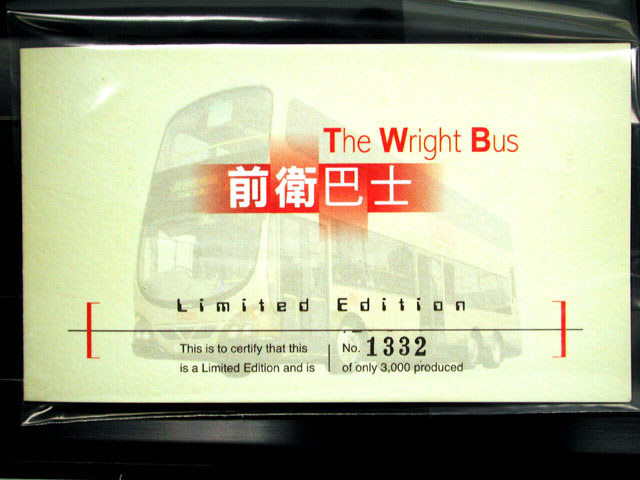 The Wright Bus
前衛巴士
Limited Edition
This is to certify that this
is a Limited Edition and is
No. 1332
of only 3,000 produced